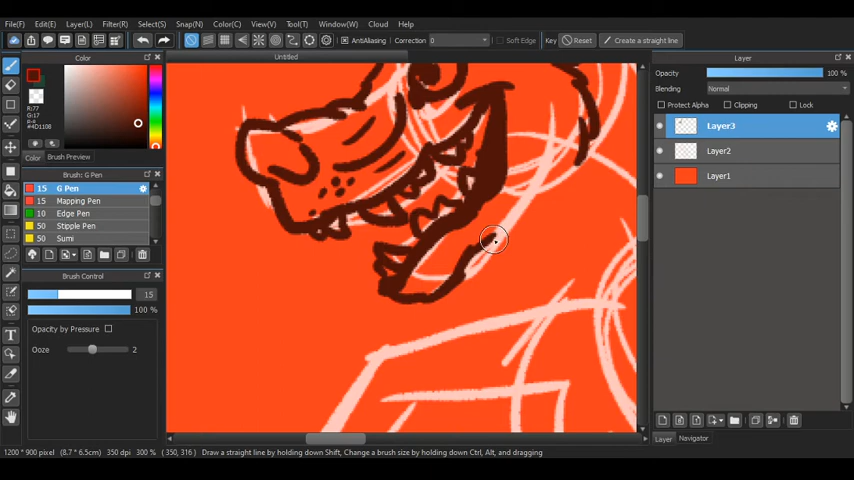 File(F) Edit(E) Layer(L) Filter(R) Select(S) Snap(N) Color(C) View(V) Tool(T) Window(W) Cloud Help
AntiAliasing Correction 0 Soft Edge Key Reset Create a straight line
Color
R:77
#4D1108
Color Brush Preview
Brush: G Pen
15 G Pen
15 Mapping Pen
10 Edge Pen
50 Stipple Pen
50 Sumi
Brush Control
15
100 %
Opacity by Pressure
Ooze 2
Untitled
Layer
Opacity 100 %
Blending Normal
Protect Alpha Clipping Lock
Layer3
Layer2
Layer1
Layer Navigator
1200 * 900 pixel (8.7 * 6.5cm) 350 dpi 300 % ( 350, 316 ) Draw a straight line by holding down Shift, Change a brush size by holding down Ctrl, Alt, and dragging